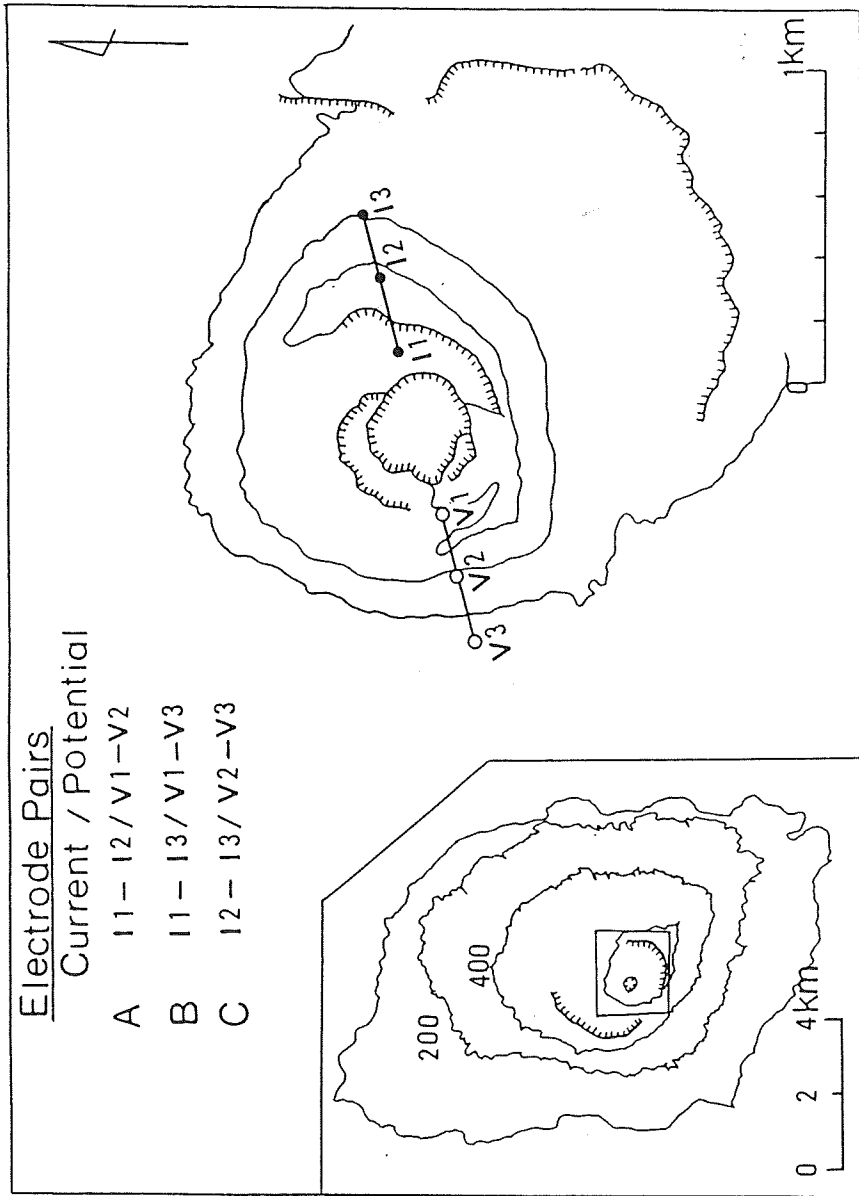 Electrode Pairs
Current / Potential
A I1-I2/V1-V2
B I1-I3/V1-V3
C I2-I3/V2-V3
I3
I2
I1
V1
V2
V3
0 1km
200
400
0 2 4km